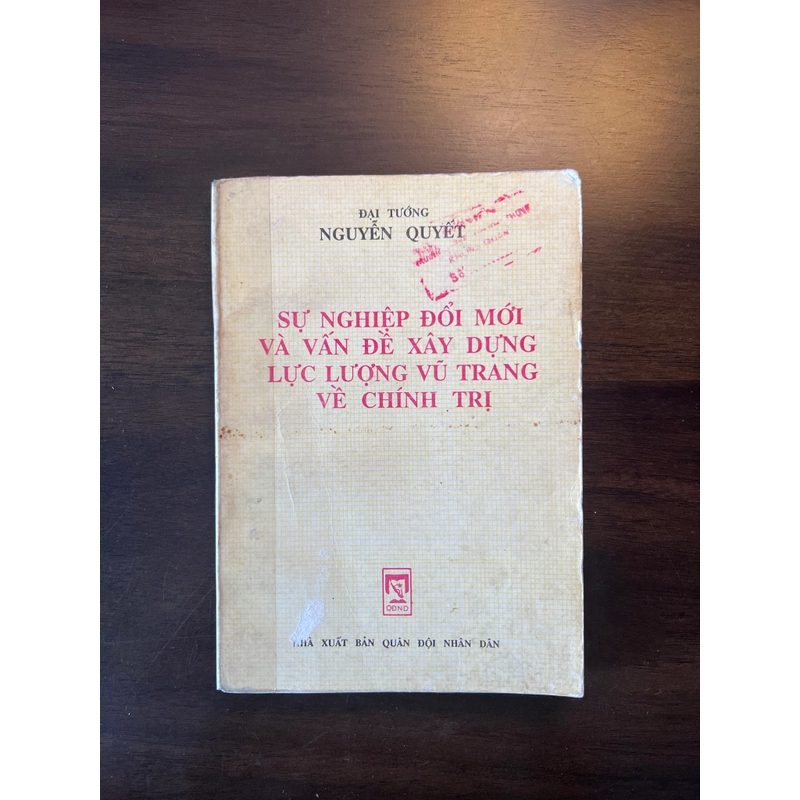 ĐẠI TƯỚNG
NGUYỄN QUYẾT
SỰ NGHIỆP ĐỔI MỚI
VÀ VẤN ĐỀ XÂY DỰNG
LỰC LƯỢNG VŨ TRANG
VỀ CHÍNH TRỊ
QĐND
NHÀ XUẤT BẢN QUÂN ĐỘI NHÂN DÂN